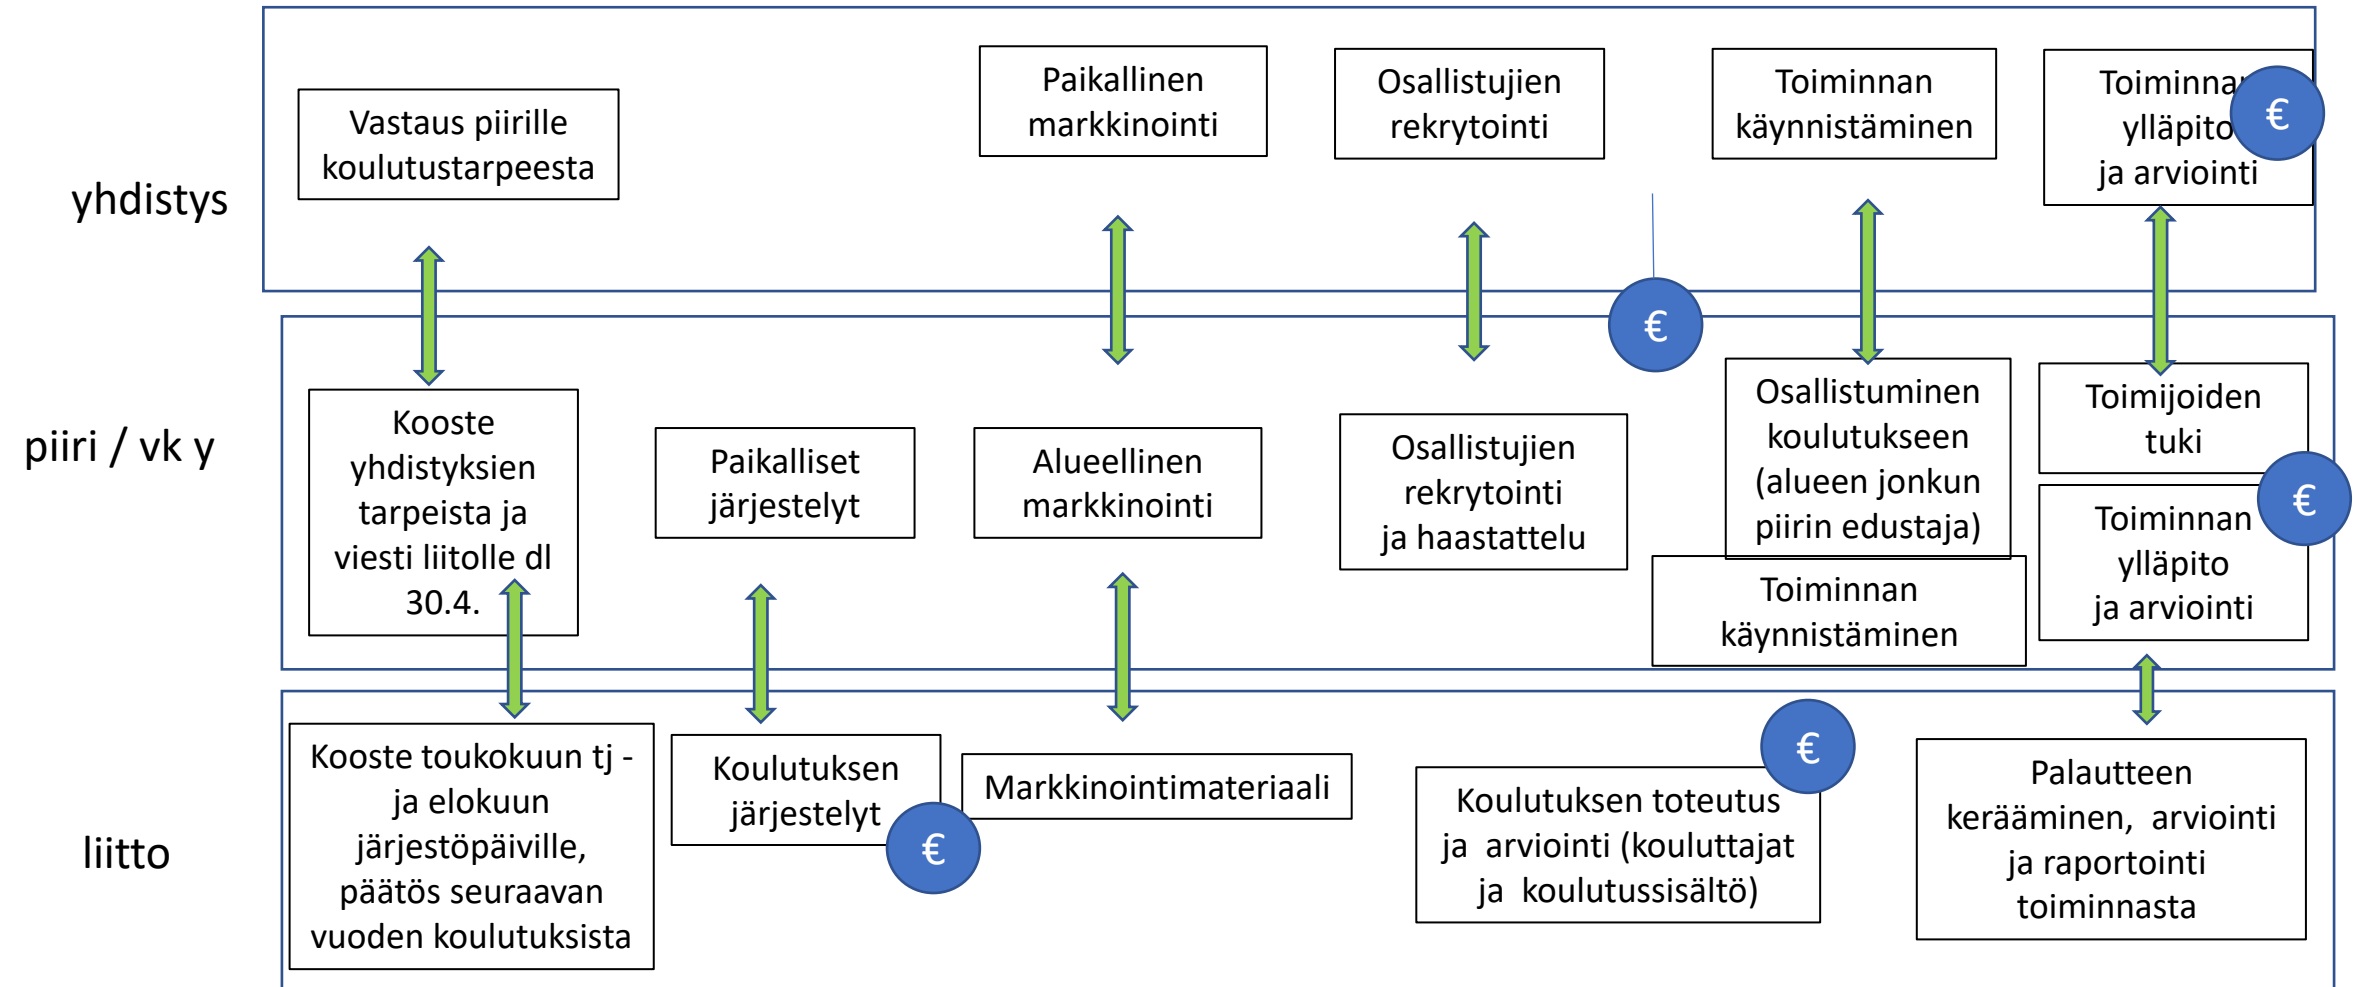 yhdistys
Vastaus piirille
koulutustarpeesta
Paikallinen
markkinointi
Osallistujien
rekrytointi
Toiminnan
käynnistäminen
Toiminnan
ylläpito
ja arviointi
€
€
piiri / vk y
Kooste
yhdistyksien
tarpeista ja
viesti liitolle dl
30.4.
Paikalliset
järjestelyt
Alueellinen
markkinointi
Osallistujien
rekrytointi
ja haastattelu
Osallistuminen
koulutukseen
(alueen jonkun
piirin edustaja)
Toiminnan
käynnistäminen
Toimijoiden
tuki
€
Toiminnan
ylläpito
ja arviointi
liitto
Kooste toukokuun tj -
ja elokuun
järjestöpäiville,
päätös seuraavan
vuoden koulutuksista
Koulutuksen
järjestelyt
€
Markkinointimateriaali
€
Koulutuksen toteutus
ja arviointi (kouluttajat
ja koulutussisältö)
Palautteen
kerääminen, arviointi
ja raportointi
toiminnasta